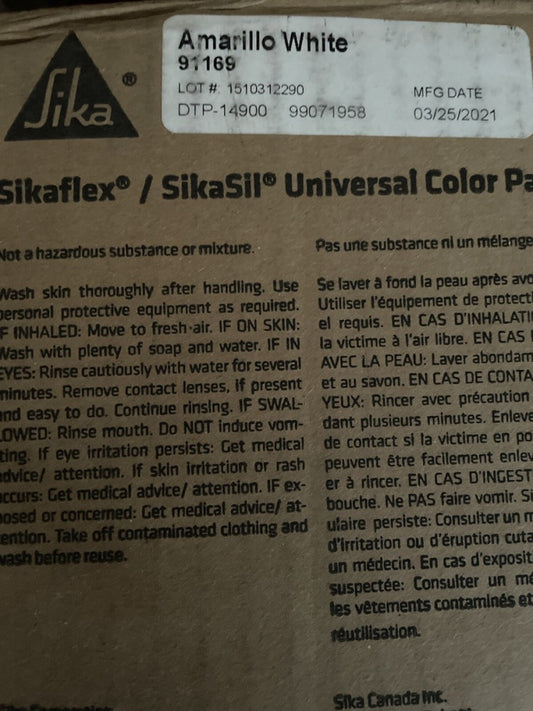 Sika®
Amarillo White
91169
LOT #: 1510312290 MFG DATE
DTP-14900 99071958 03/25/2021
Sikaflex® / SikaSil® Universal Color Pa
Not a hazardous substance or mixture.
Wash skin thoroughly after handling. Use
personal protective equipment as required.
IF INHALED: Move to fresh air. IF ON SKIN:
Wash with plenty of soap and water. IF IN
EYES: Rinse cautiously with water for several
minutes. Remove contact lenses, if present
and easy to do. Continue rinsing. IF SWAL-
LOWED: Rinse mouth. Do NOT induce vom-
iting. If eye irritation persists: Get medical
advice/ attention. If skin irritation or rash
occurs: Get medical advice/ attention. IF ex-
posed or concerned: Get medical advice/ at-
tention. Take off contaminated clothing and
wash before reuse.
Pas une substance ni un mélange
Se laver à fond la peau après avo
Utiliser l'équipement de protecti
el requis. EN CAS D'INHALATI
la victime à l'air libre. EN CAS
AVEC LA PEAU: Laver abondam
et au savon. EN CAS DE CONTA
YEUX: Rincer avec précaution
dant plusieurs minutes. Enleve
de contact si la victime en po
peuvent être facilement enlev
er à rincer. EN CAS D'INGEST
bouche. Ne PAS faire vomir. Si
ulaire persiste: Consulter un m
d'irritation ou d'éruption cuta
un médecin. En cas d'exposit
suspectée: Consulter un mé
les vêtements contaminés et
réutilisation.
Sika Canada Inc.